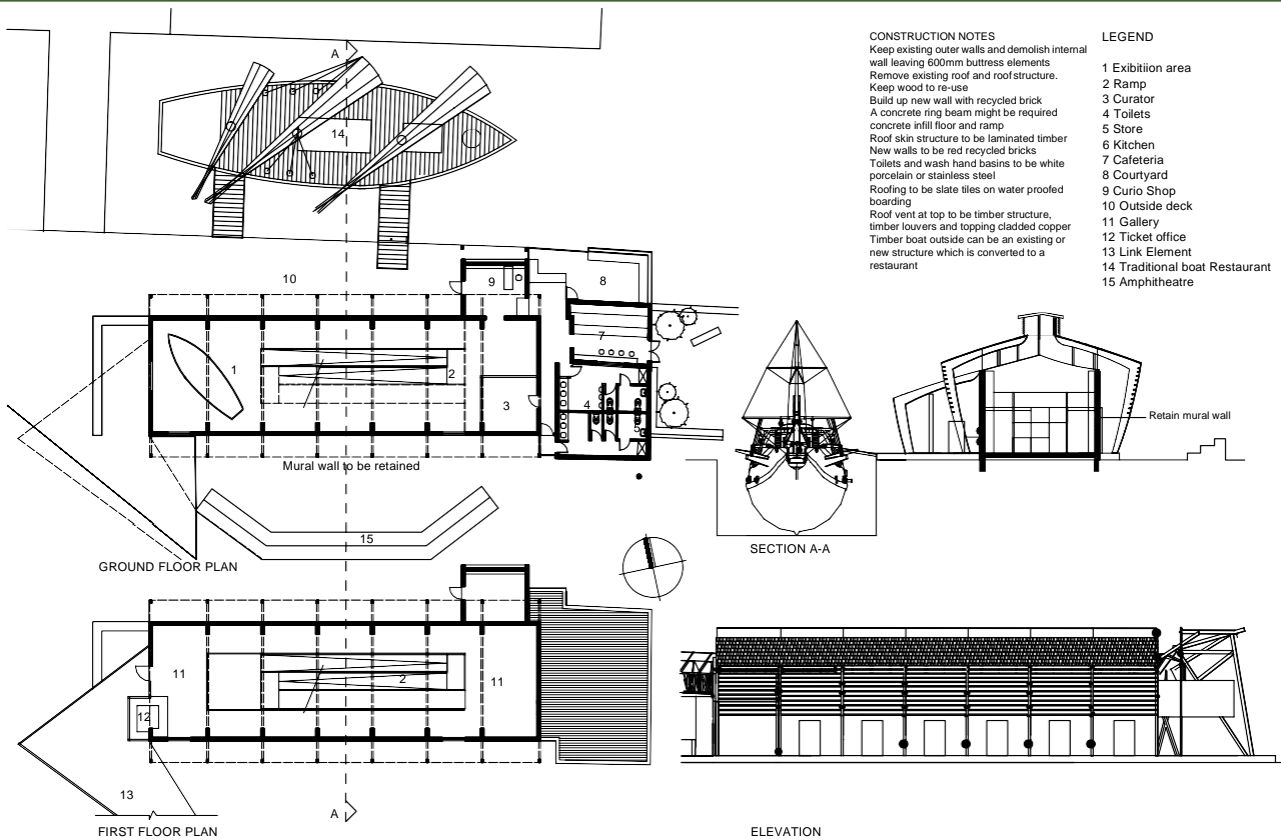 CONSTRUCTION NOTES
Keep existing outer walls and demolish internal
wall leaving 600mm buttress elements
Remove existing roof and roof structure.
Keep wood to re-use
Build up new wall with recycled brick
A concrete ring beam might be required
concrete infill floor and ramp
Roof skin structure to be laminated timber
New walls to be red recycled bricks
Toilets and wash hand basins to be white
porcelain or stainless steel
Roofing to be slate tiles on water proofed
boarding
Roof vent at top to be timber structure,
timber louvers and topping cladded copper
Timber boat outside can be an existing or
new structure which is converted to a
restaurant
LEGEND
1 Exibitiion area
2 Ramp
3 Curator
4 Toilets
5 Store
6 Kitchen
7 Cafeteria
8 Courtyard
9 Curio Shop
10 Outside deck
11 Gallery
12 Ticket office
13 Link Element
14 Traditional boat Restaurant
15 Amphitheatre
A
14
10
9
8
7
1
2
3
4
5
Mural wall to be retained
15
GROUND FLOOR PLAN
Retain mural wall
SECTION A-A
11
2
11
12
13
A
FIRST FLOOR PLAN
ELEVATION